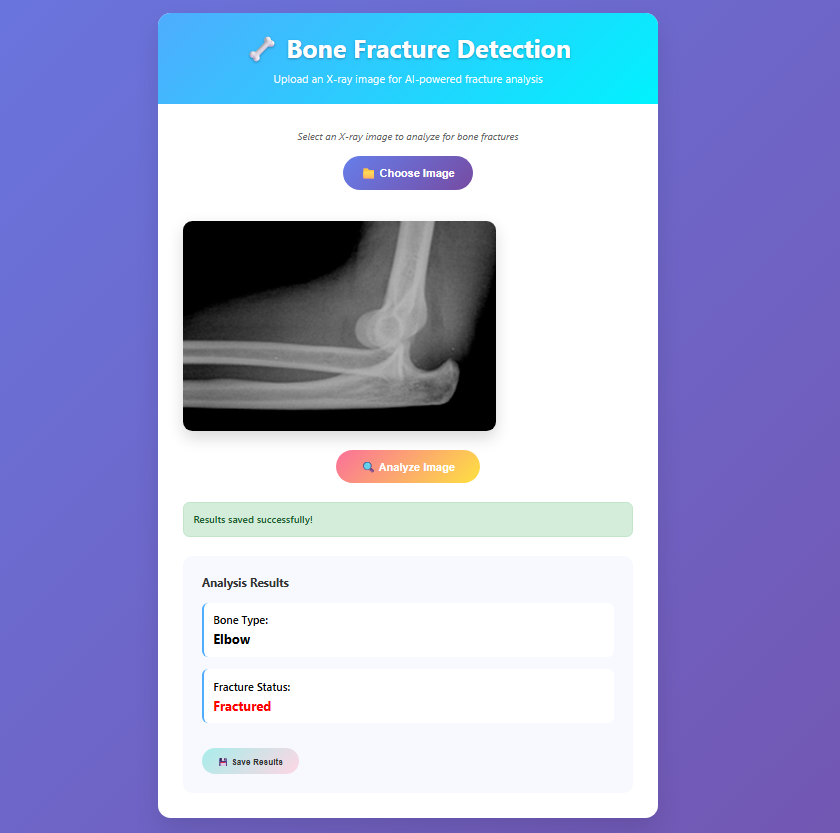 Bone Fracture Detection
Upload an X-ray image for AI-powered fracture analysis
Select an X-ray image to analyze for bone fractures
Choose Image
Analyze Image
Results saved successfully!
Analysis Results
Bone Type:
Elbow
Fracture Status:
Fractured
Save Results